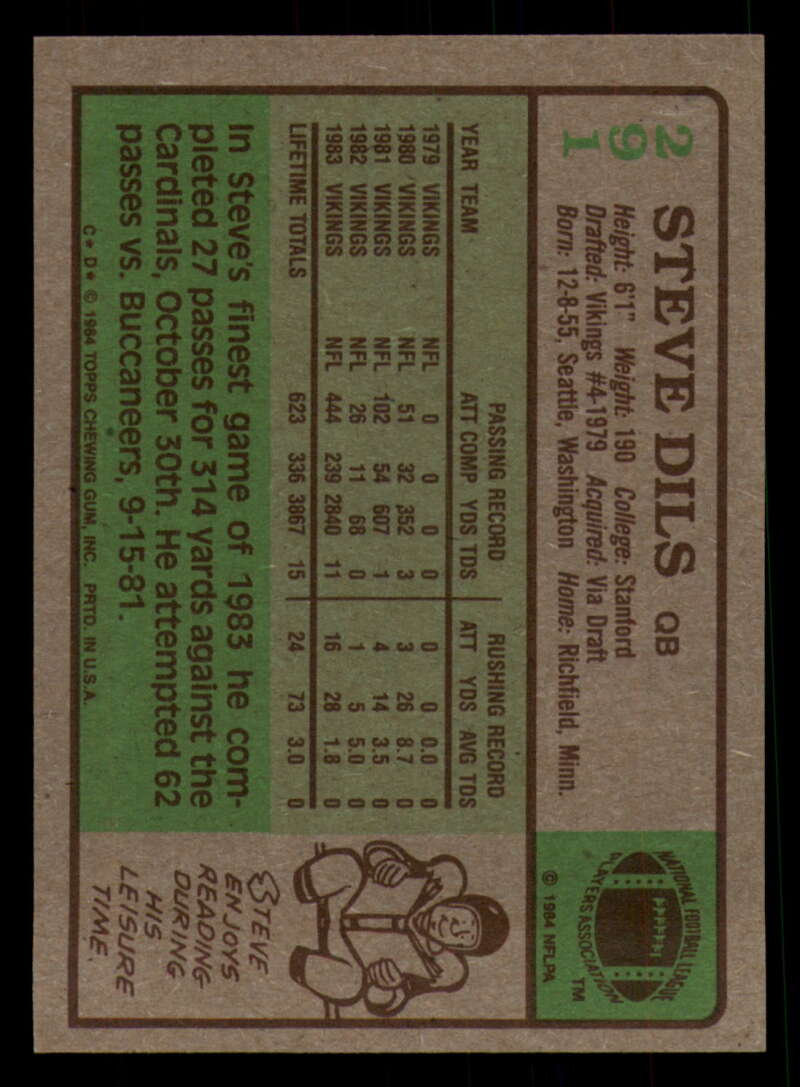 291
STEVE DILS QB
Height: 6'1" Weight: 190 College: Stanford
Drafted: Vikings #4-1979 Acquired: Via Draft
Born: 12-8-55, Seattle, Washington Home: Richfield, Minn.
NATIONAL FOOTBALL LEAGUE
PLAYERS ASSOCIATION
TM
© 1984 NFLPA
PASSING RECORD RUSHING RECORD
YEAR TEAM ATT COMP YDS TDS ATT YDS AVG TDS
1979 VIKINGS NFL 0 0 0 0 0 0 0.0 0
1980 VIKINGS NFL 51 32 352 3 3 26 8.7 0
1981 VIKINGS NFL 102 54 607 1 4 14 3.5 0
1982 VIKINGS NFL 26 11 68 0 1 5 5.0 0
1983 VIKINGS NFL 444 239 2840 11 16 28 1.8 0
LIFETIME TOTALS 623 336 3867 15 24 73 3.0 0
In Steve's finest game of 1983 he com-
pleted 27 passes for 314 yards against the
Cardinals, October 30th. He attempted 62
passes vs. Buccaneers, 9-15-81.
C* D* © 1984 TOPPS CHEWING GUM, INC. PRTD. IN U.S.A.
STEVE
ENJOYS
READING
DURING
HIS
LEISURE
TIME.